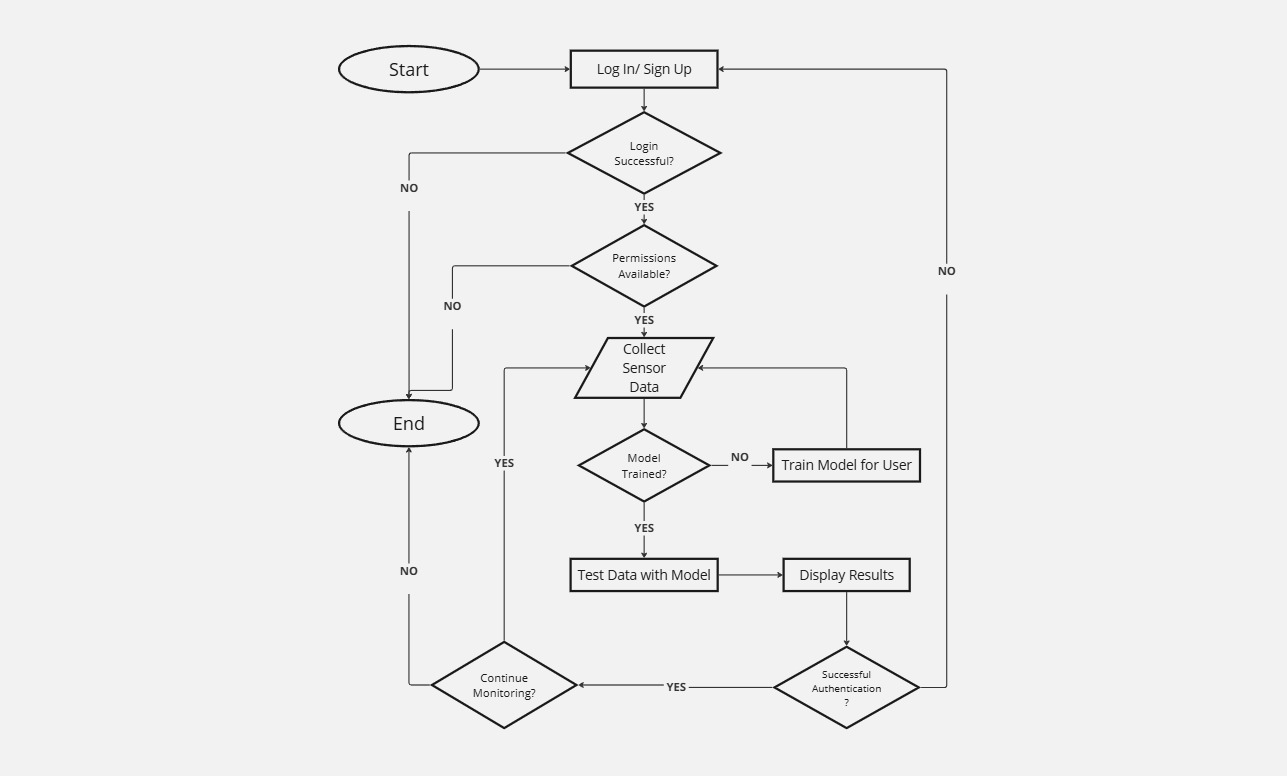 Start
Log In/ Sign Up
Login
Successful?
NO
YES
Permissions
Available?
NO
NO
YES
Collect
Sensor
Data
End
Model
Trained?
NO
Train Model for User
YES
YES
Test Data with Model
Display Results
NO
Continue
Monitoring?
YES
Successful
Authentication
?